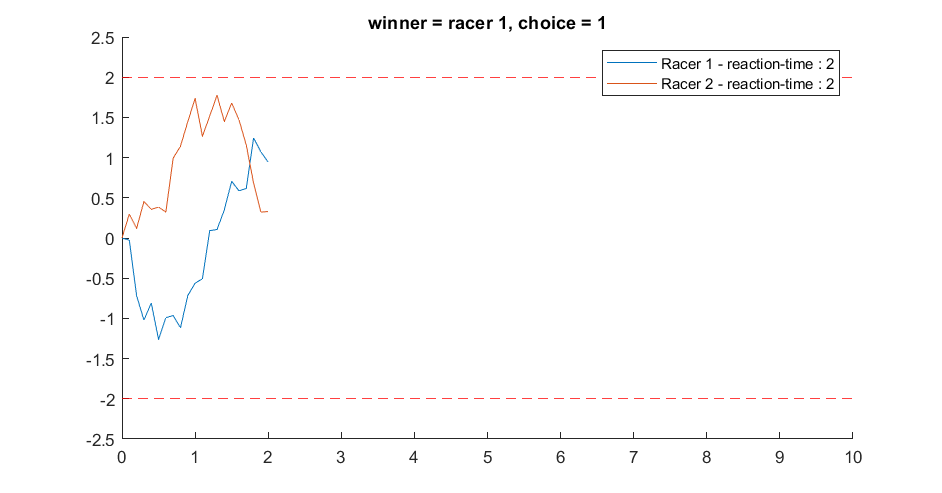 winner = racer 1, choice = 1
2.5
2
1.5
1
0.5
0
-0.5
-1
-1.5
-2
-2.5
Racer 1 - reaction-time : 2
Racer 2 - reaction-time : 2
0 1 2 3 4 5 6 7 8 9 10